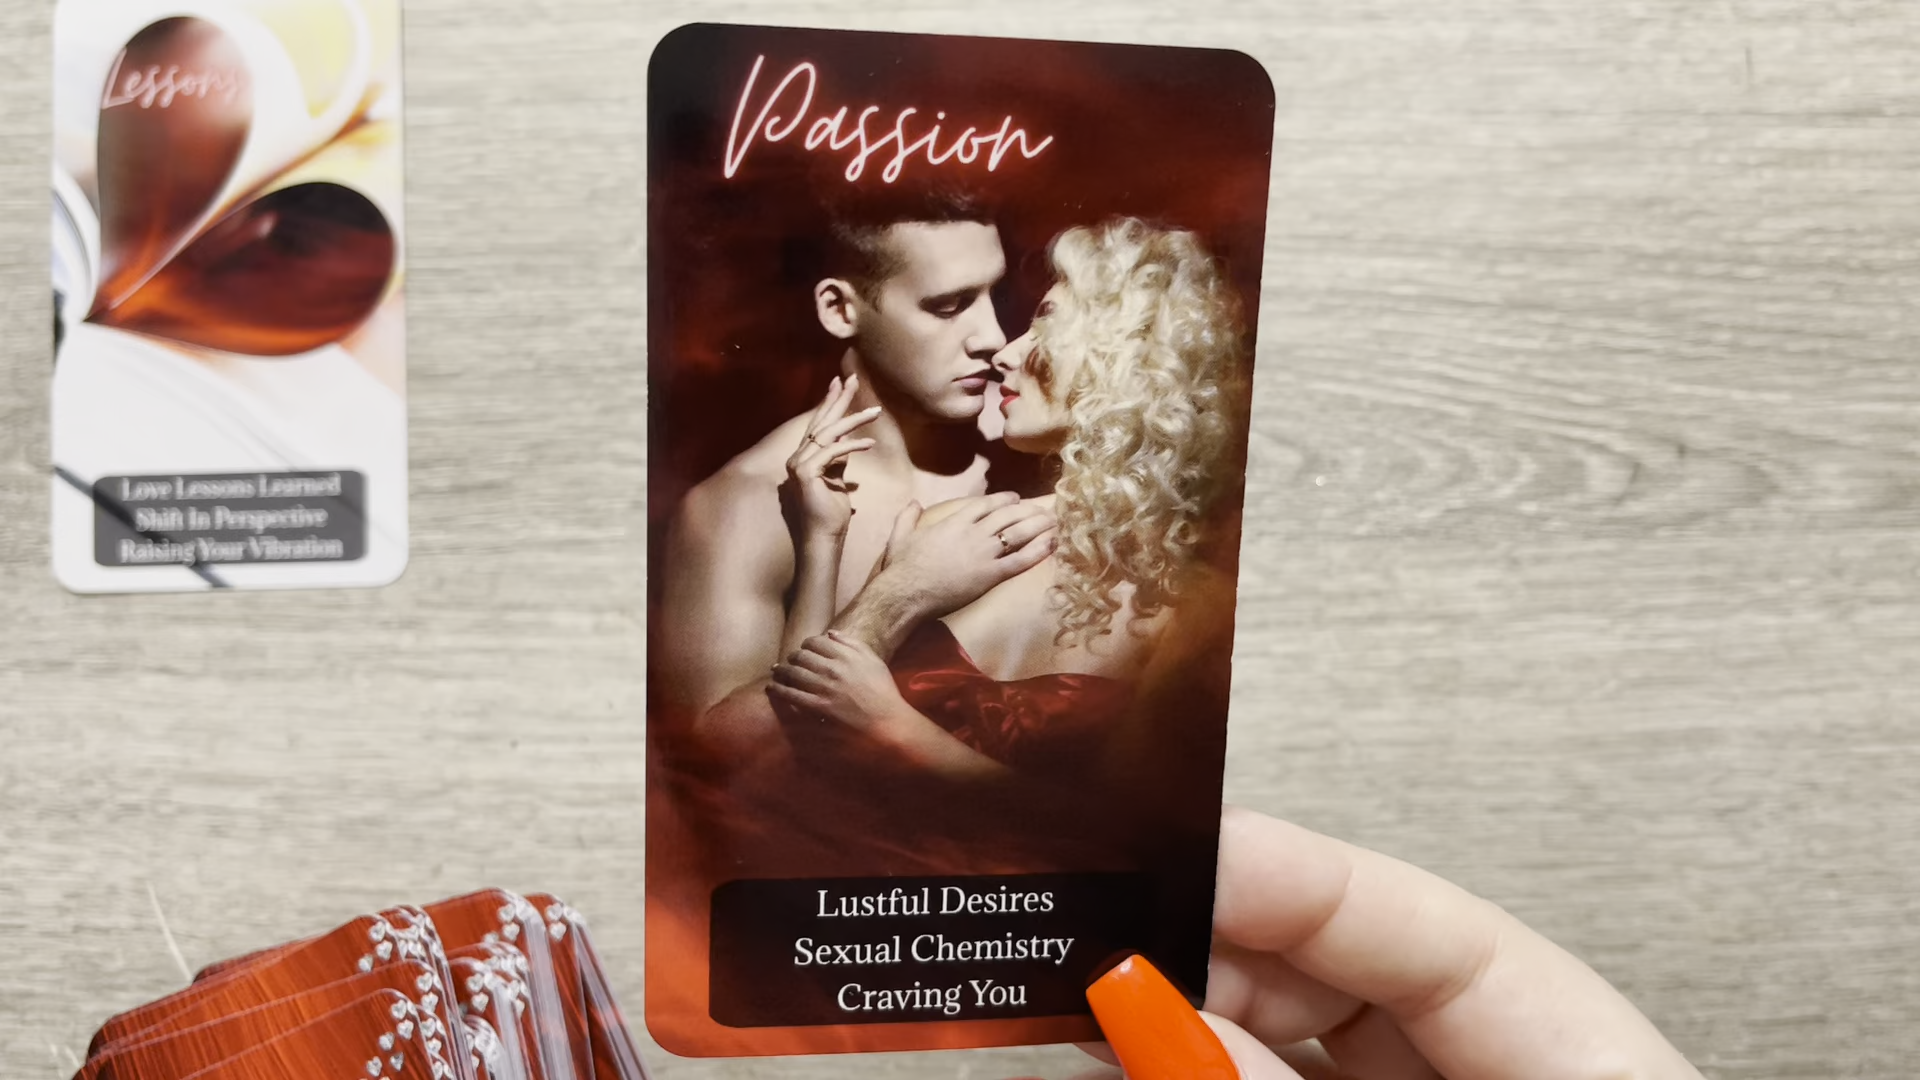 Lessons
Love Lessons Learned
Shift In Perspective
Raising Your Vibration
Passion
Lustful Desires
Sexual Chemistry
Craving You